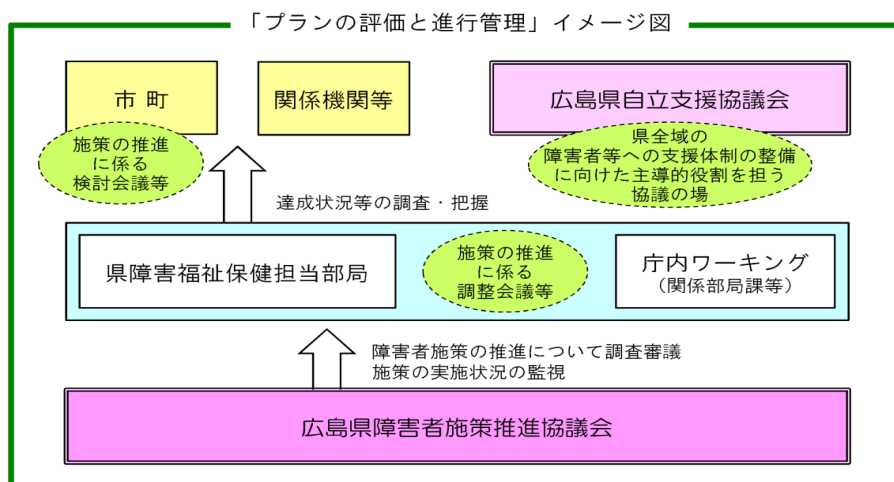 「プランの評価と進行管理」イメージ図
市 町
関係機関等
広島県自立支援協議会
施策の推進
に係る
検討会議等
県全域の
障害者等への支援体制の整備
に向けた主導的役割を担う
協議の場
達成状況等の調査・把握
県障害福祉保健担当部局
施策の推進
に係る
調整会議等
庁内ワーキング
（関係部局課等）
障害者施策の推進について調査審議
施策の実施状況の監視
広島県障害者施策推進協議会